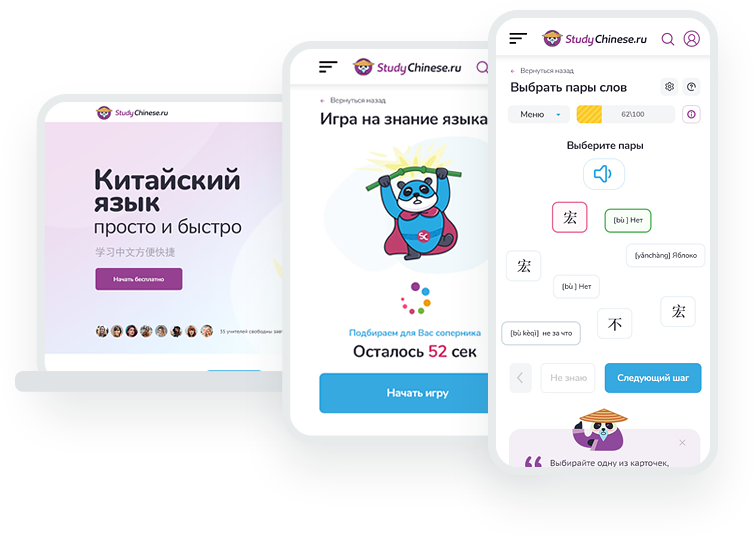 StudyChinese.ru
Китайский
язык
просто и быстро
学习中文方便快捷
Начать бесплатно
35 учителей свободны
StudyChinese.ru
← Вернуться назад
Игра на знание языка
SC
Подбираем для Вас соперника
Осталось 52 сек
Начать игру
StudyChinese.ru
← Вернуться назад
Выбрать пары слов
Меню
62\100
Выберите пары
宏
[bù ] Нет
[yǎnchàng] Яблоко
宏
[bù ] Нет
宏
不
[bù kèqì] не за что
Не знаю
Следующий шаг
Выбирайте одну из карточек,